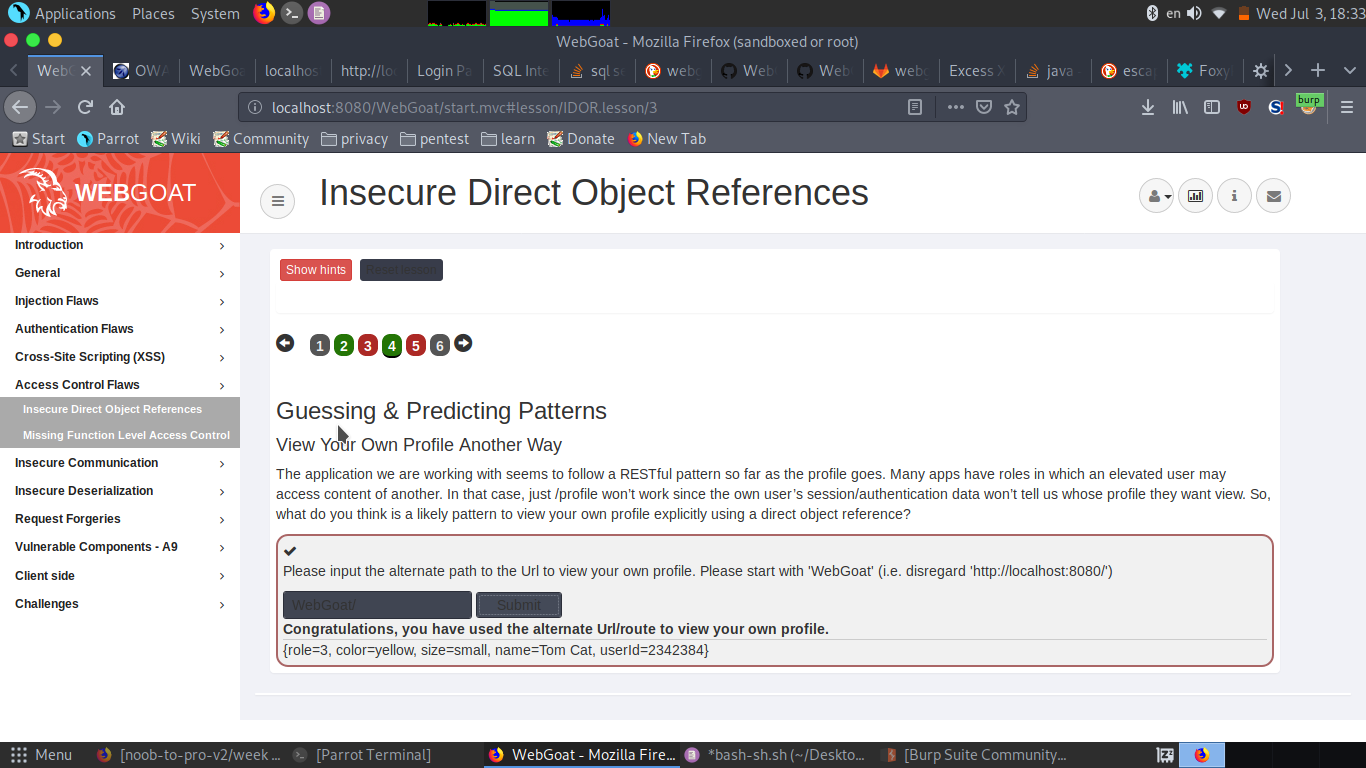 Applications Places System en Wed Jul 3, 18:33
WebGoat - Mozilla Firefox (sandboxed or root)
WebG OWA WebGoa localhos http://loc Login Pa SQL Inte sql se webg Web Web webg Excess X java escap Foxy
localhost:8080/WebGoat/start.mvc#lesson/IDOR.lesson/3 burp
Start Parrot Wiki Community privacy pentest learn Donate New Tab
WEBGOAT
Insecure Direct Object References
Introduction
General
Injection Flaws
Authentication Flaws
Cross-Site Scripting (XSS)
Access Control Flaws
Insecure Direct Object References
Missing Function Level Access Control
Insecure Communication
Insecure Deserialization
Request Forgeries
Vulnerable Components - A9
Client side
Challenges
Show hints Reset lesson
1 2 3 4 5 6
Guessing & Predicting Patterns
View Your Own Profile Another Way
The application we are working with seems to follow a RESTful pattern so far as the profile goes. Many apps have roles in which an elevated user may
access content of another. In that case, just /profile won’t work since the own user’s session/authentication data won’t tell us whose profile they want view. So,
what do you think is a likely pattern to view your own profile explicitly using a direct object reference?
Please input the alternate path to the Url to view your own profile. Please start with 'WebGoat' (i.e. disregard 'http://localhost:8080/')
WebGoat/ Submit
Congratulations, you have used the alternate Url/route to view your own profile.
{role=3, color=yellow, size=small, name=Tom Cat, userId=2342384}
Menu [noob-to-pro-v2/week ... [Parrot Terminal] WebGoat - Mozilla Fire... *bash-sh.sh (~/Deskto... [Burp Suite Community...